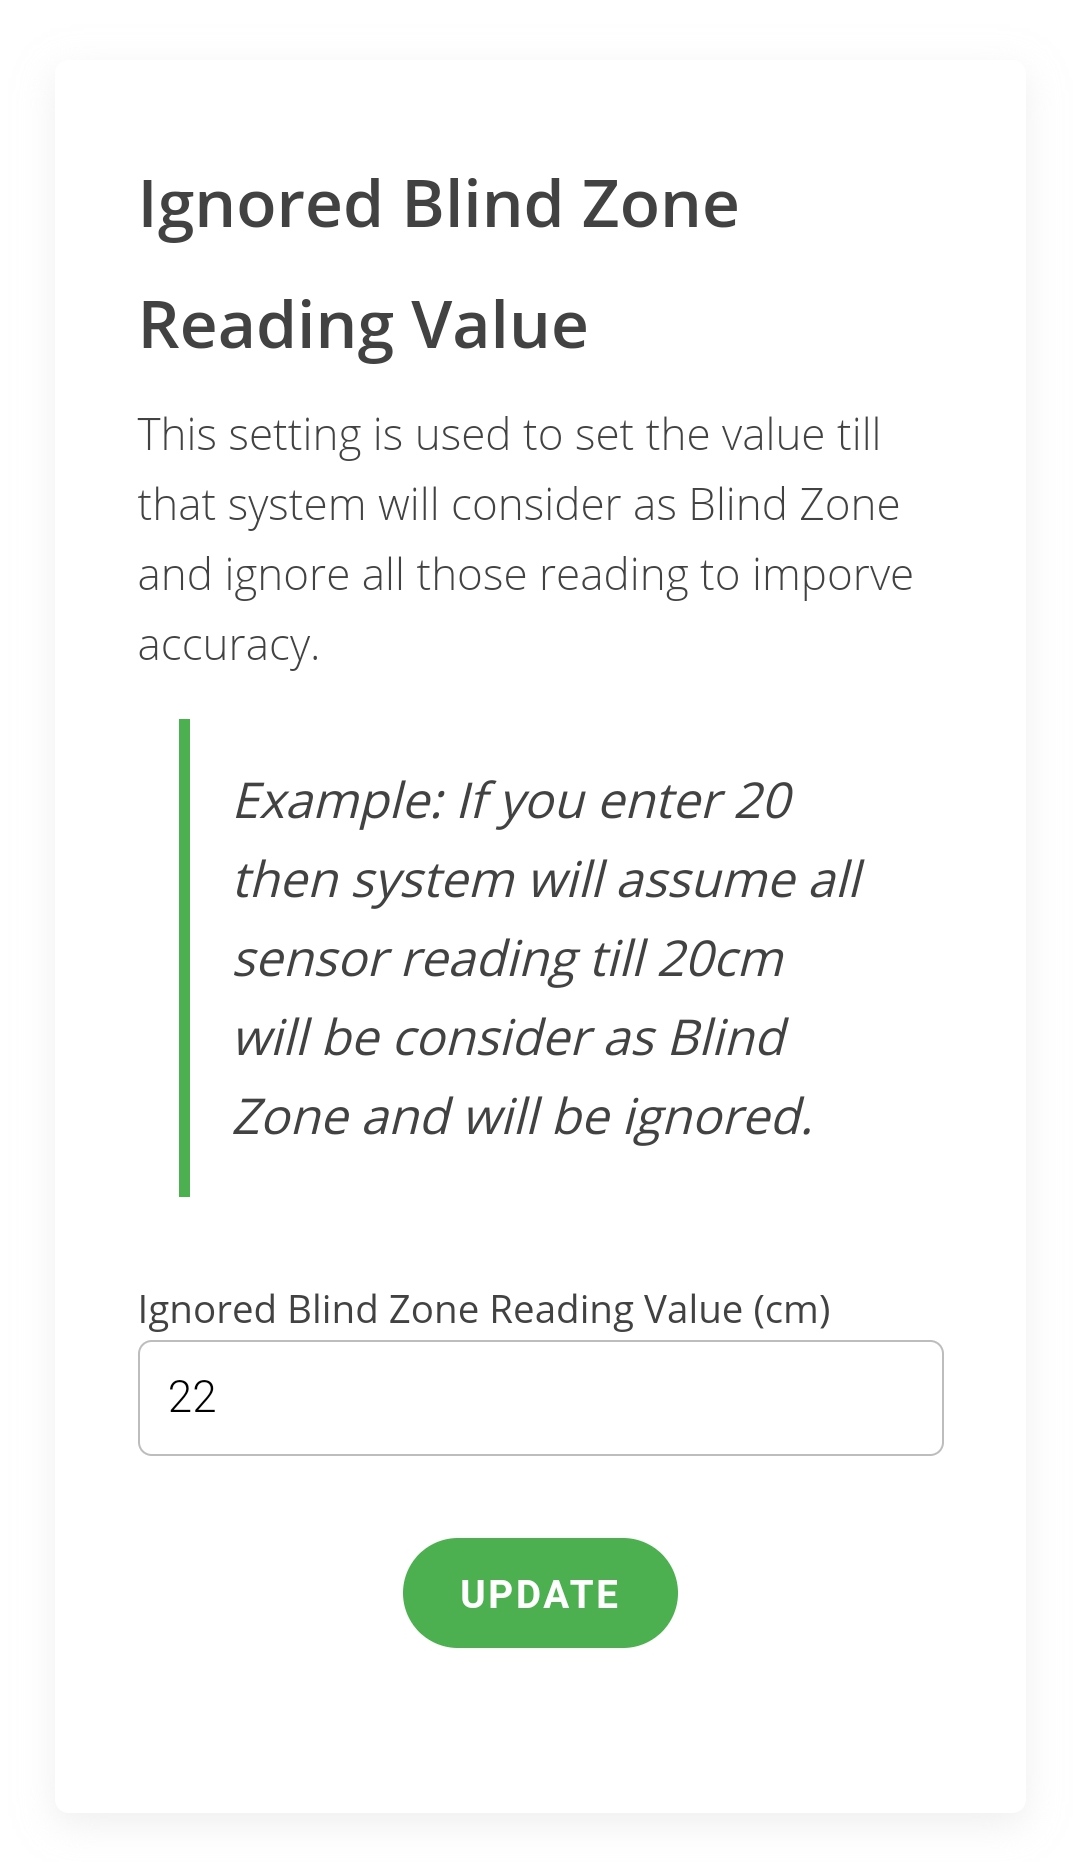 Ignored Blind Zone
Reading Value
This setting is used to set the value till
that system will consider as Blind Zone
and ignore all those reading to imporve
accuracy.
Example: If you enter 20
then system will assume all
sensor reading till 20cm
will be consider as Blind
Zone and will be ignored.
Ignored Blind Zone Reading Value (cm)
22
UPDATE